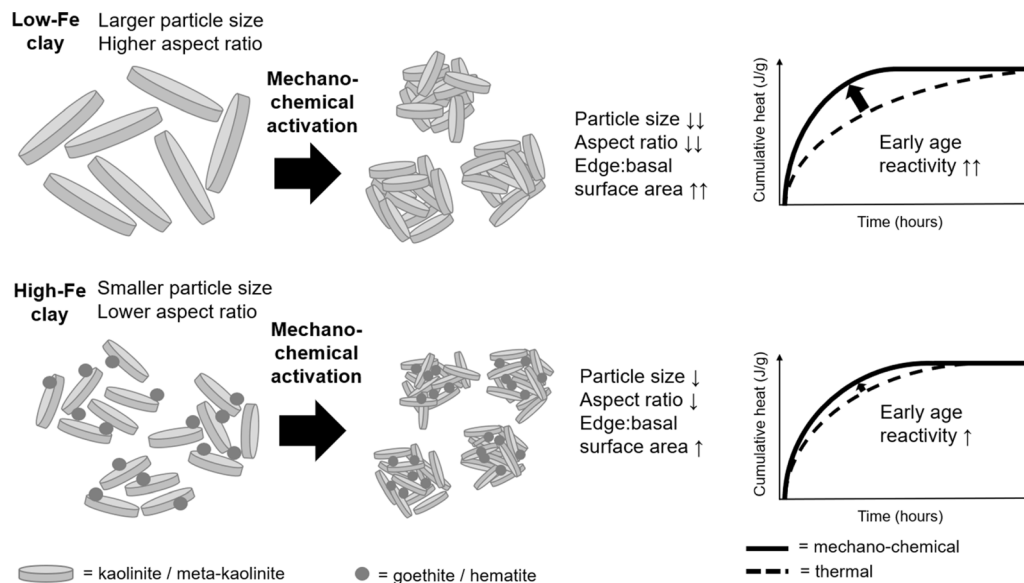 Low-Fe
clay
Larger particle size
Higher aspect ratio
Mechano-
chemical
activation
Particle size ↓↓
Aspect ratio ↓↓
Edge:basal
surface area ↑↑
Cumulative heat (J/g)
Early age
reactivity ↑↑
Time (hours)
High-Fe
clay
Smaller particle size
Lower aspect ratio
Mechano-
chemical
activation
Particle size ↓
Aspect ratio ↓
Edge:basal
surface area ↑
Cumulative heat (J/g)
Early age
reactivity ↑
Time (hours)
= kaolinite / meta-kaolinite
= goethite / hematite
= mechano-chemical
= thermal